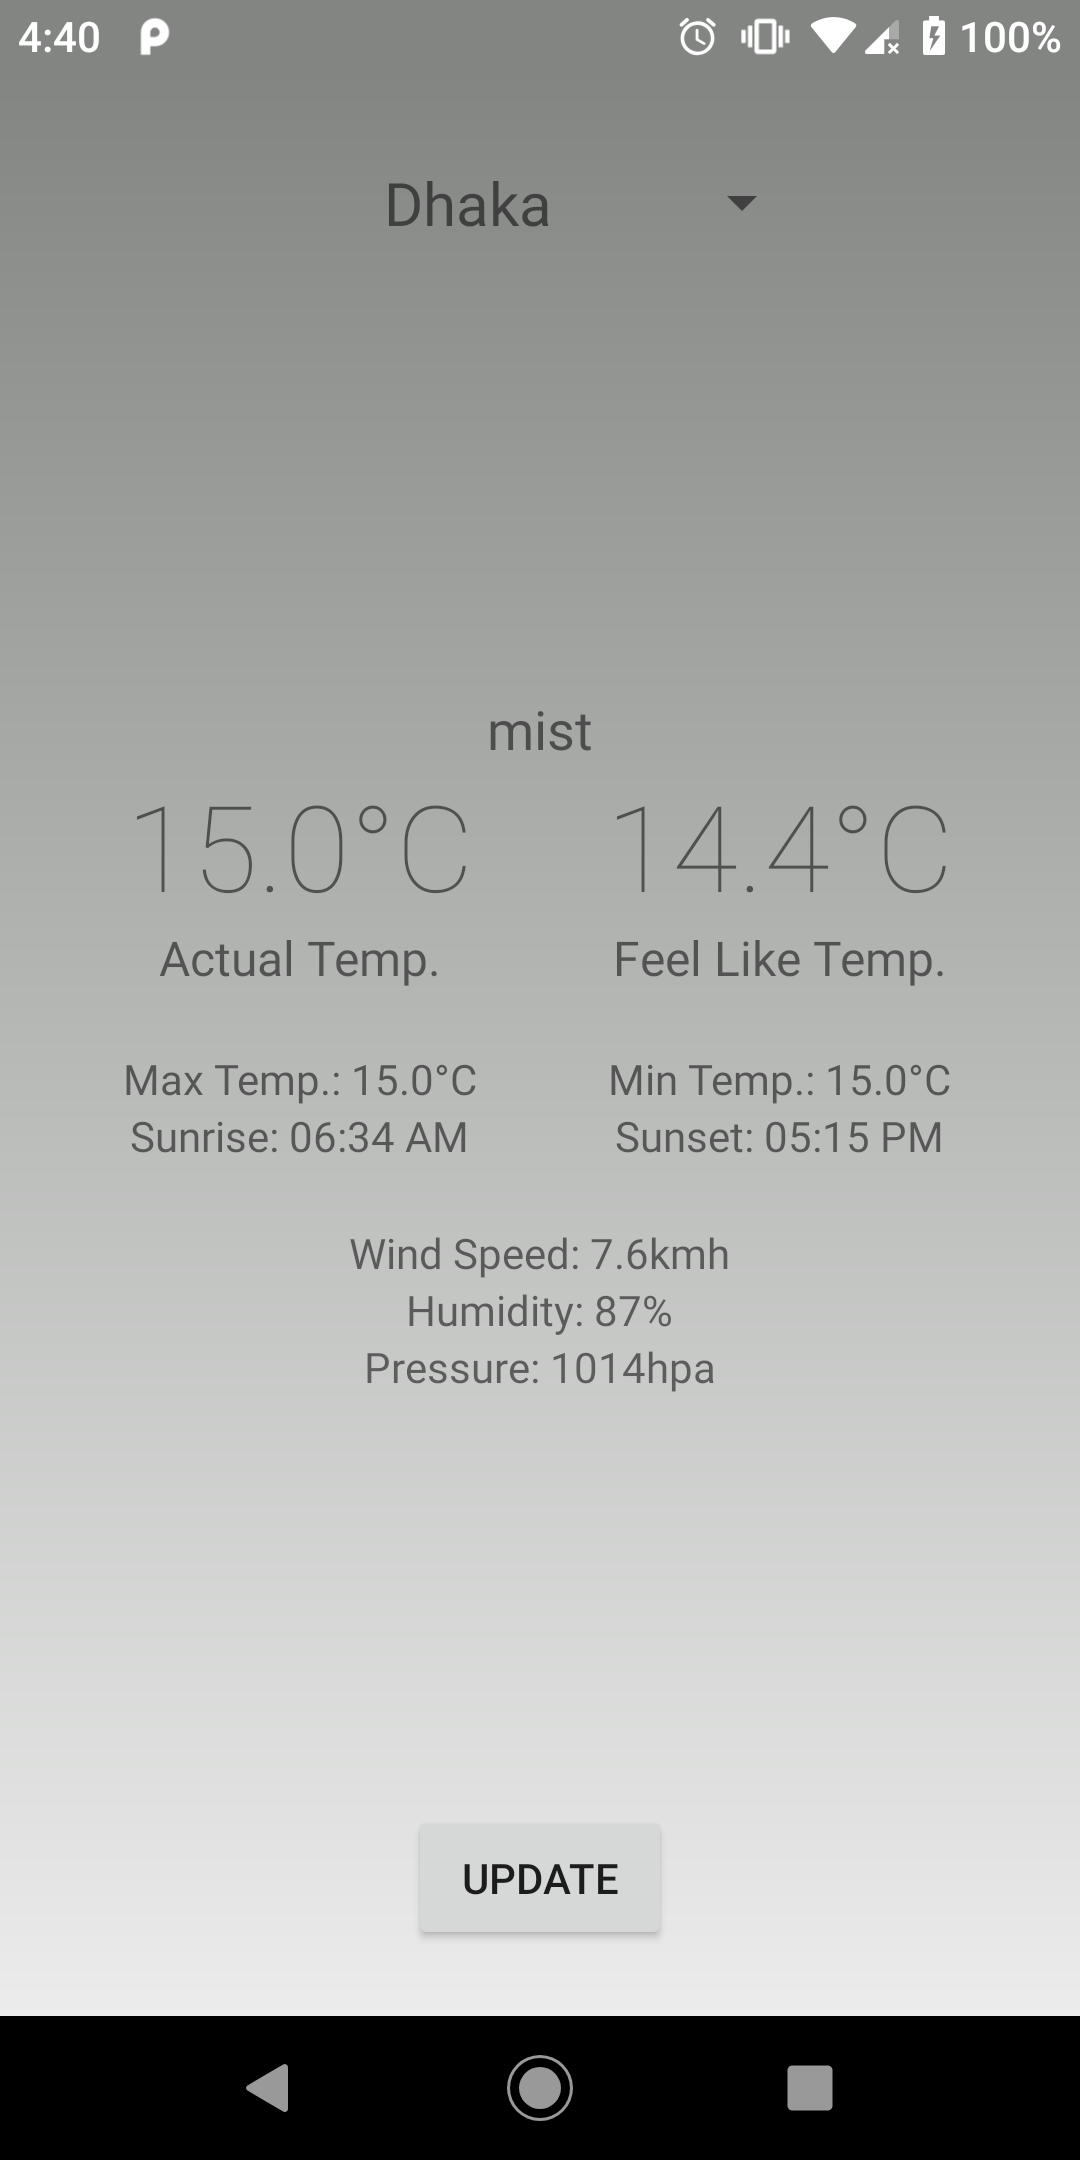 4:40 100%
Dhaka
mist
15.0°C 14.4°C
Actual Temp. Feel Like Temp.
Max Temp.: 15.0°C Min Temp.: 15.0°C
Sunrise: 06:34 AM Sunset: 05:15 PM
Wind Speed: 7.6kmh
Humidity: 87%
Pressure: 1014hpa
UPDATE